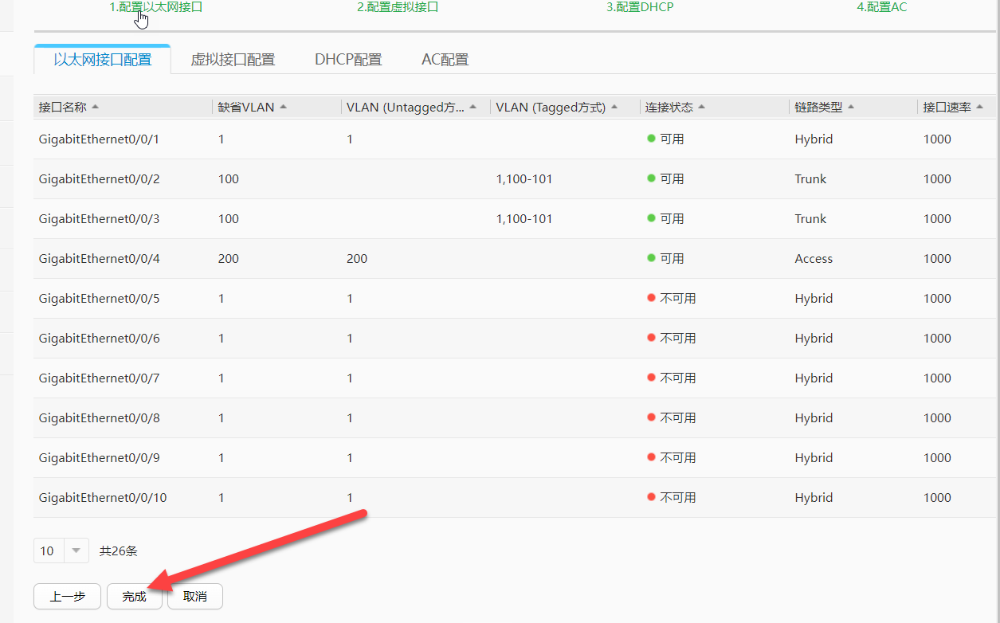 1.配置以太网接口 2.配置虚拟接口 3.配置DHCP 4.配置AC
以太网接口配置 虚拟接口配置 DHCP配置 AC配置
接口名称 缺省VLAN VLAN (Untagged方... VLAN (Tagged方式) 连接状态 链路类型 接口速率
GigabitEthernet0/0/1 1 1 可用 Hybrid 1000
GigabitEthernet0/0/2 100 1,100-101 可用 Trunk 1000
GigabitEthernet0/0/3 100 1,100-101 可用 Trunk 1000
GigabitEthernet0/0/4 200 200 可用 Access 1000
GigabitEthernet0/0/5 1 1 不可用 Hybrid 1000
GigabitEthernet0/0/6 1 1 不可用 Hybrid 1000
GigabitEthernet0/0/7 1 1 不可用 Hybrid 1000
GigabitEthernet0/0/8 1 1 不可用 Hybrid 1000
GigabitEthernet0/0/9 1 1 不可用 Hybrid 1000
GigabitEthernet0/0/10 1 1 不可用 Hybrid 1000
10 共26条
上一步 完成 取消